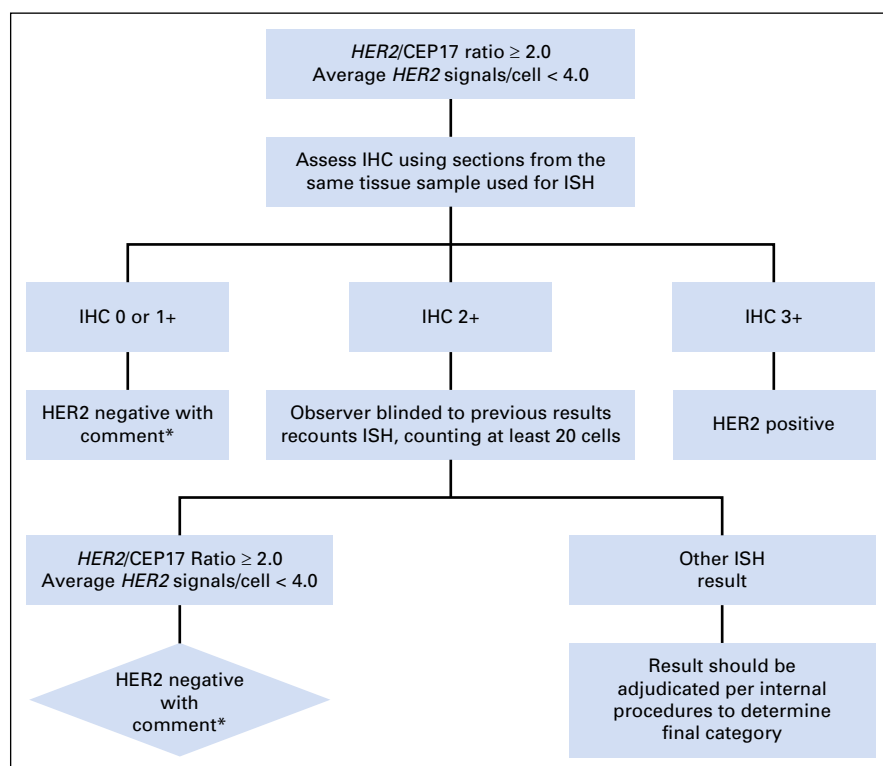 HER2/CEP17 ratio ≥ 2.0
Average HER2 signals/cell < 4.0
Assess IHC using sections from the
same tissue sample used for ISH
IHC 0 or 1+
IHC 2+
IHC 3+
HER2 negative with
comment*
Observer blinded to previous results
recounts ISH, counting at least 20 cells
HER2 positive
HER2/CEP17 Ratio ≥ 2.0
Average HER2 signals/cell < 4.0
Other ISH
result
HER2 negative
with
comment*
Result should be
adjudicated per internal
procedures to determine
final category